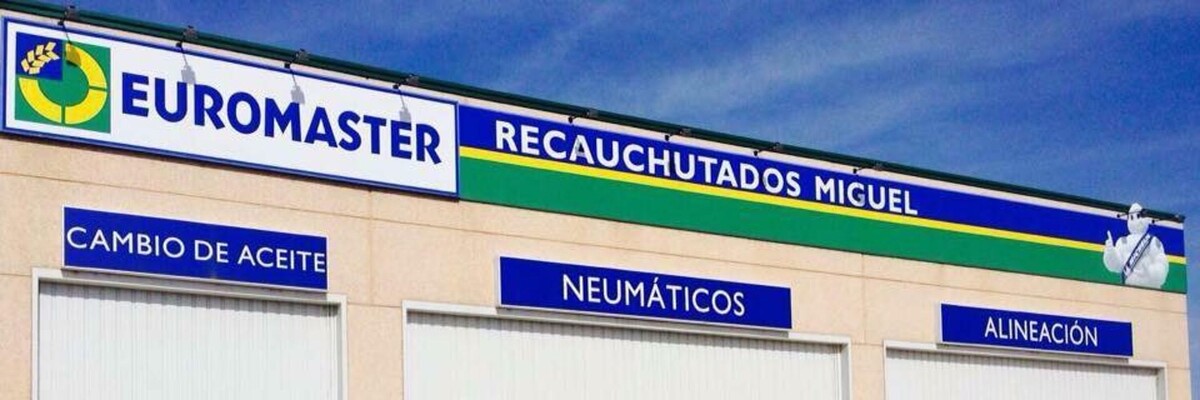 EUROMASTER
RECAUCHUTADOS MIGUEL
CAMBIO DE ACEITE
NEUMÁTICOS
ALINEACIÓN